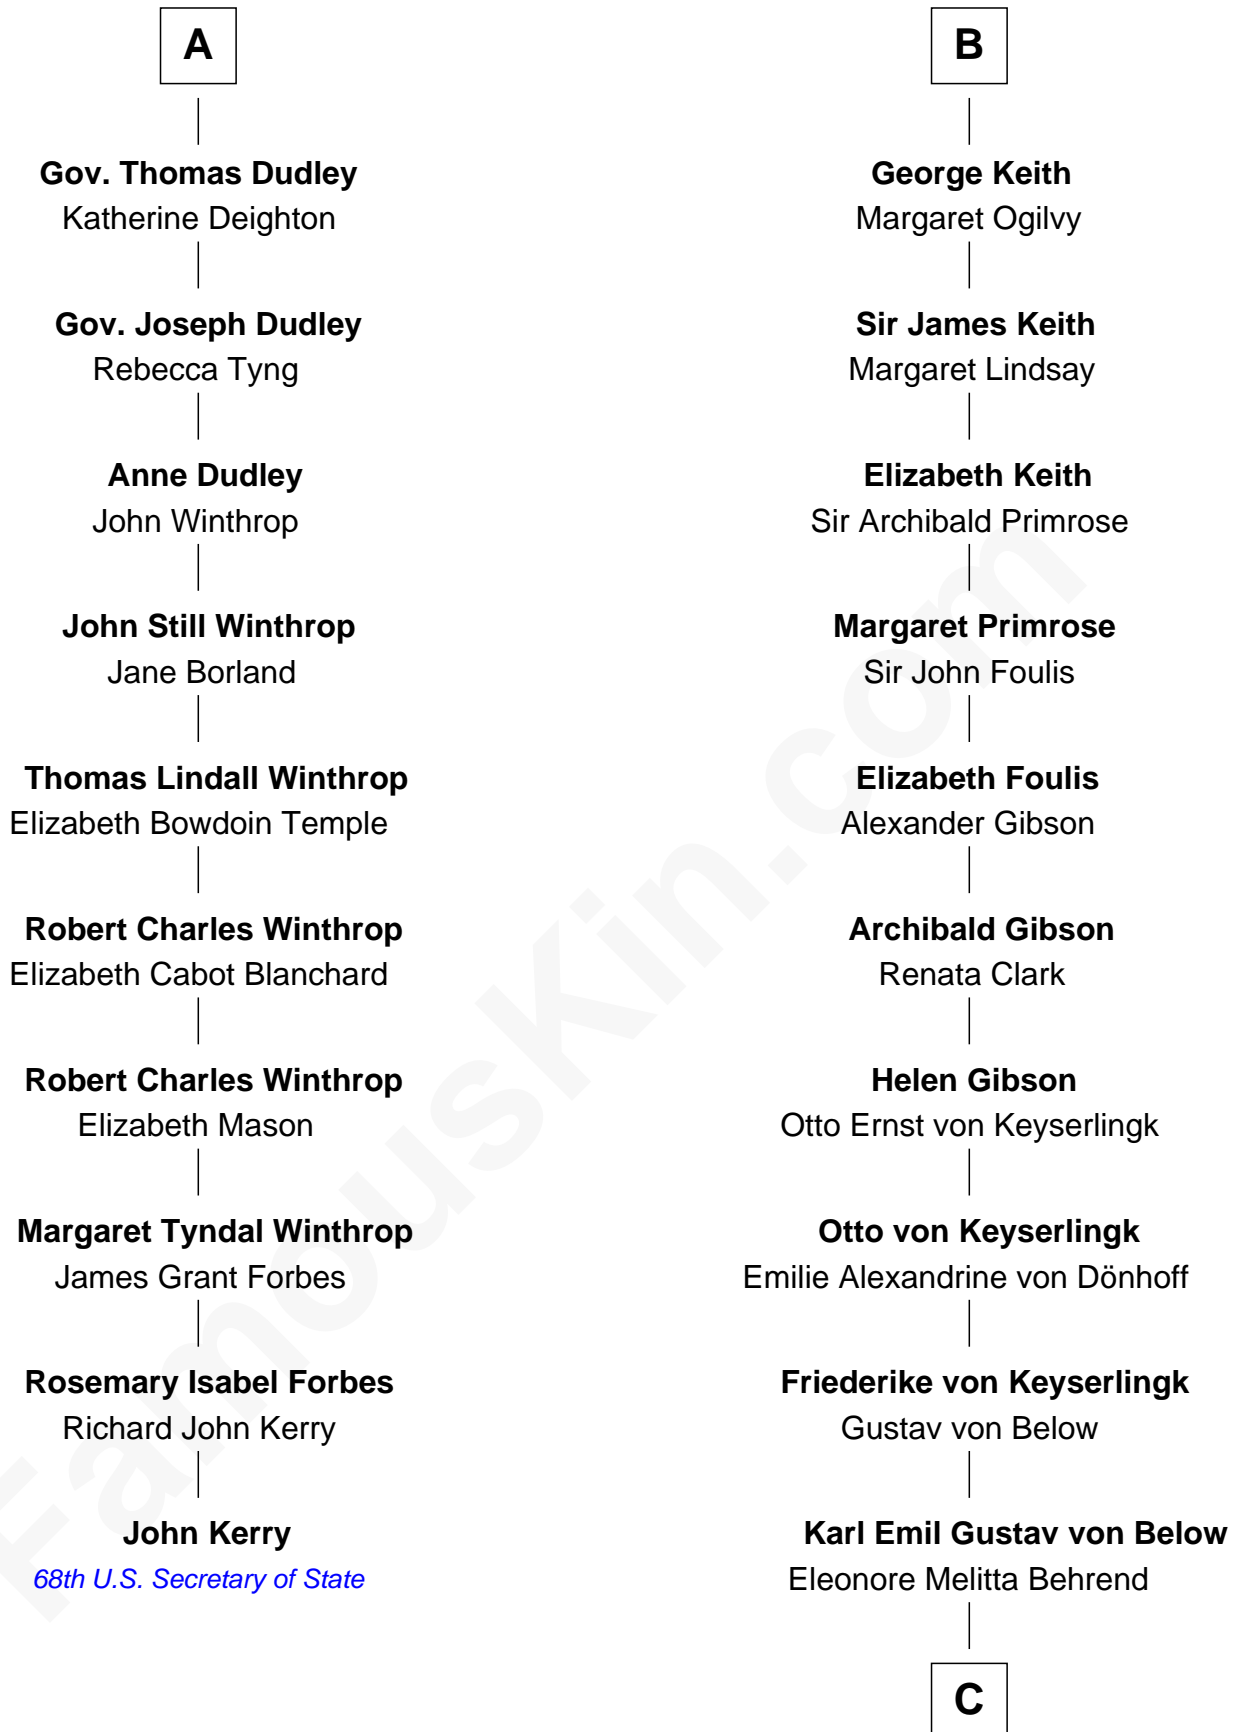 A
Gov. Thomas Dudley
Katherine Deighton
Gov. Joseph Dudley
Rebecca Tyng
Anne Dudley
John Winthrop
John Still Winthrop
Jane Borland
Thomas Lindall Winthrop
Elizabeth Bowdoin Temple
Robert Charles Winthrop
Elizabeth Cabot Blanchard
Robert Charles Winthrop
Elizabeth Mason
Margaret Tyndal Winthrop
James Grant Forbes
Rosemary Isabel Forbes
Richard John Kerry
John Kerry
68th U.S. Secretary of State
B
George Keith
Margaret Ogilvy
Sir James Keith
Margaret Lindsay
Elizabeth Keith
Sir Archibald Primrose
Margaret Primrose
Sir John Foulis
Elizabeth Foulis
Alexander Gibson
Archibald Gibson
Renata Clark
Helen Gibson
Otto Ernst von Keyserlingk
Otto von Keyserlingk
Emilie Alexandrine von Dönhoff
Friederike von Keyserlingk
Gustav von Below
Karl Emil Gustav von Below
Eleonore Melitta Behrend
C
FamousKin.com